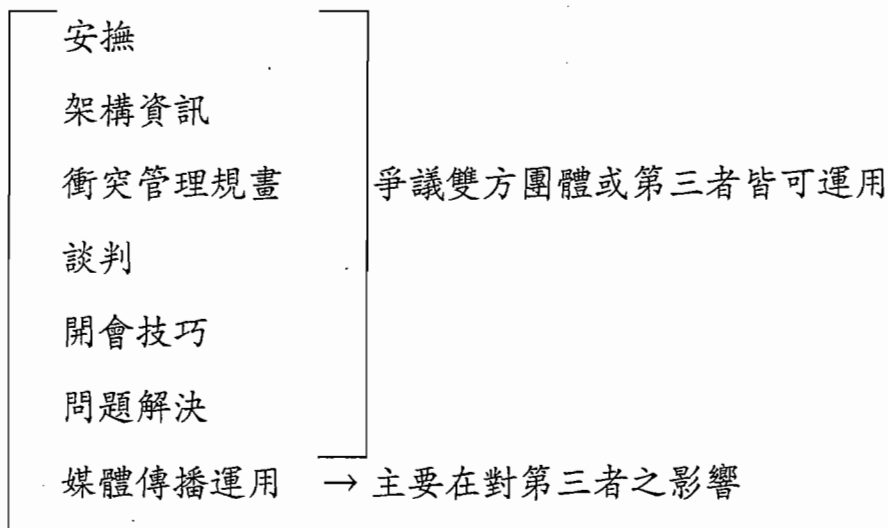 安撫
架構資訊
衝突管理規畫 爭議雙方團體或第三者皆可運用
談判
開會技巧
問題解決
媒體傳播運用 → 主要在對第三者之影響